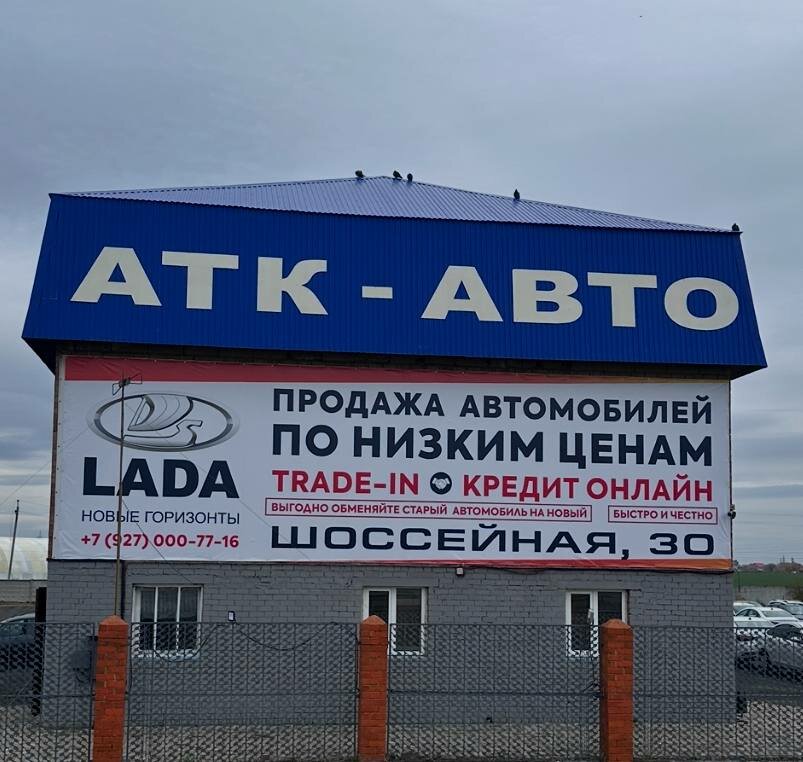 АТК - АВТО
LADA
НОВЫЕ ГОРИЗОНТЫ
+7 (927) 000-77-16
ПРОДАЖА АВТОМОБИЛЕЙ
ПО НИЗКИМ ЦЕНАМ
TRADE-IN КРЕДИТ ОНЛАЙН
ВЫГОДНО ОБМЕНЯЙТЕ СТАРЫЙ АВТОМОБИЛЬ НА НОВЫЙ БЫСТРО И ЧЕСТНО
ШОССЕЙНАЯ, 30